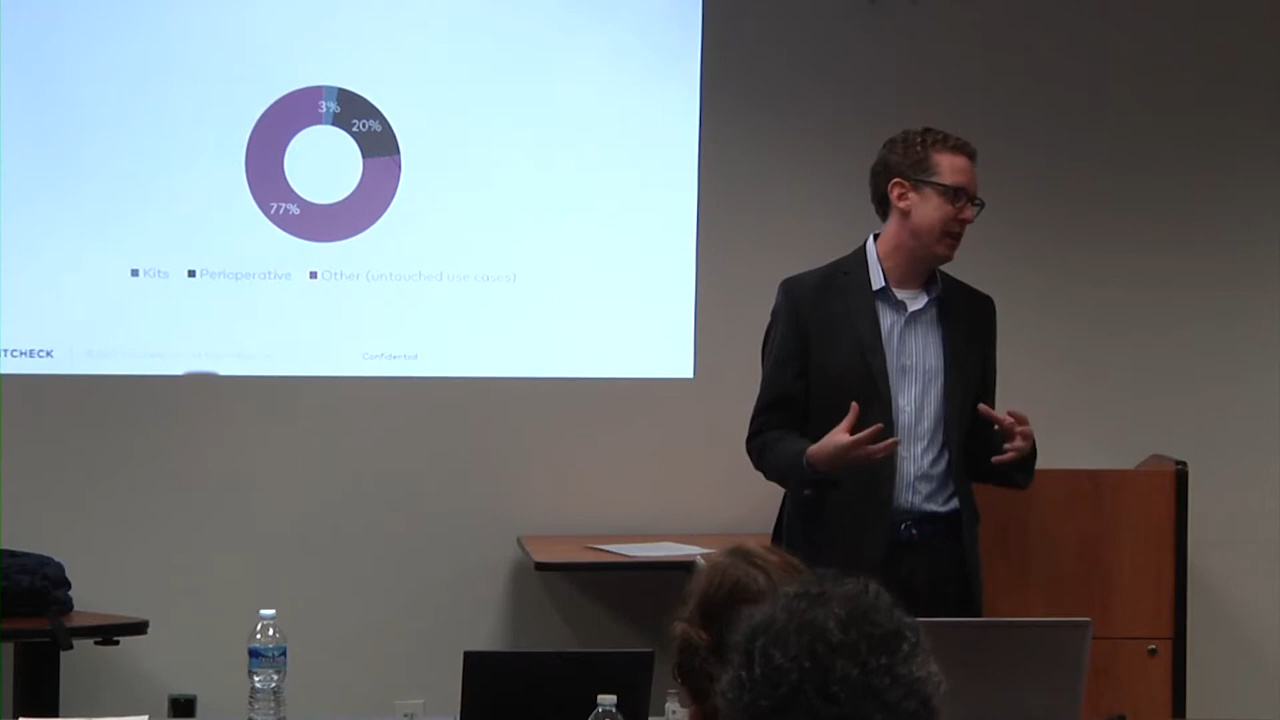 3%
20%
77%
Kits Perioperative Other (untouched use cases)
ITCHECK
Confidential